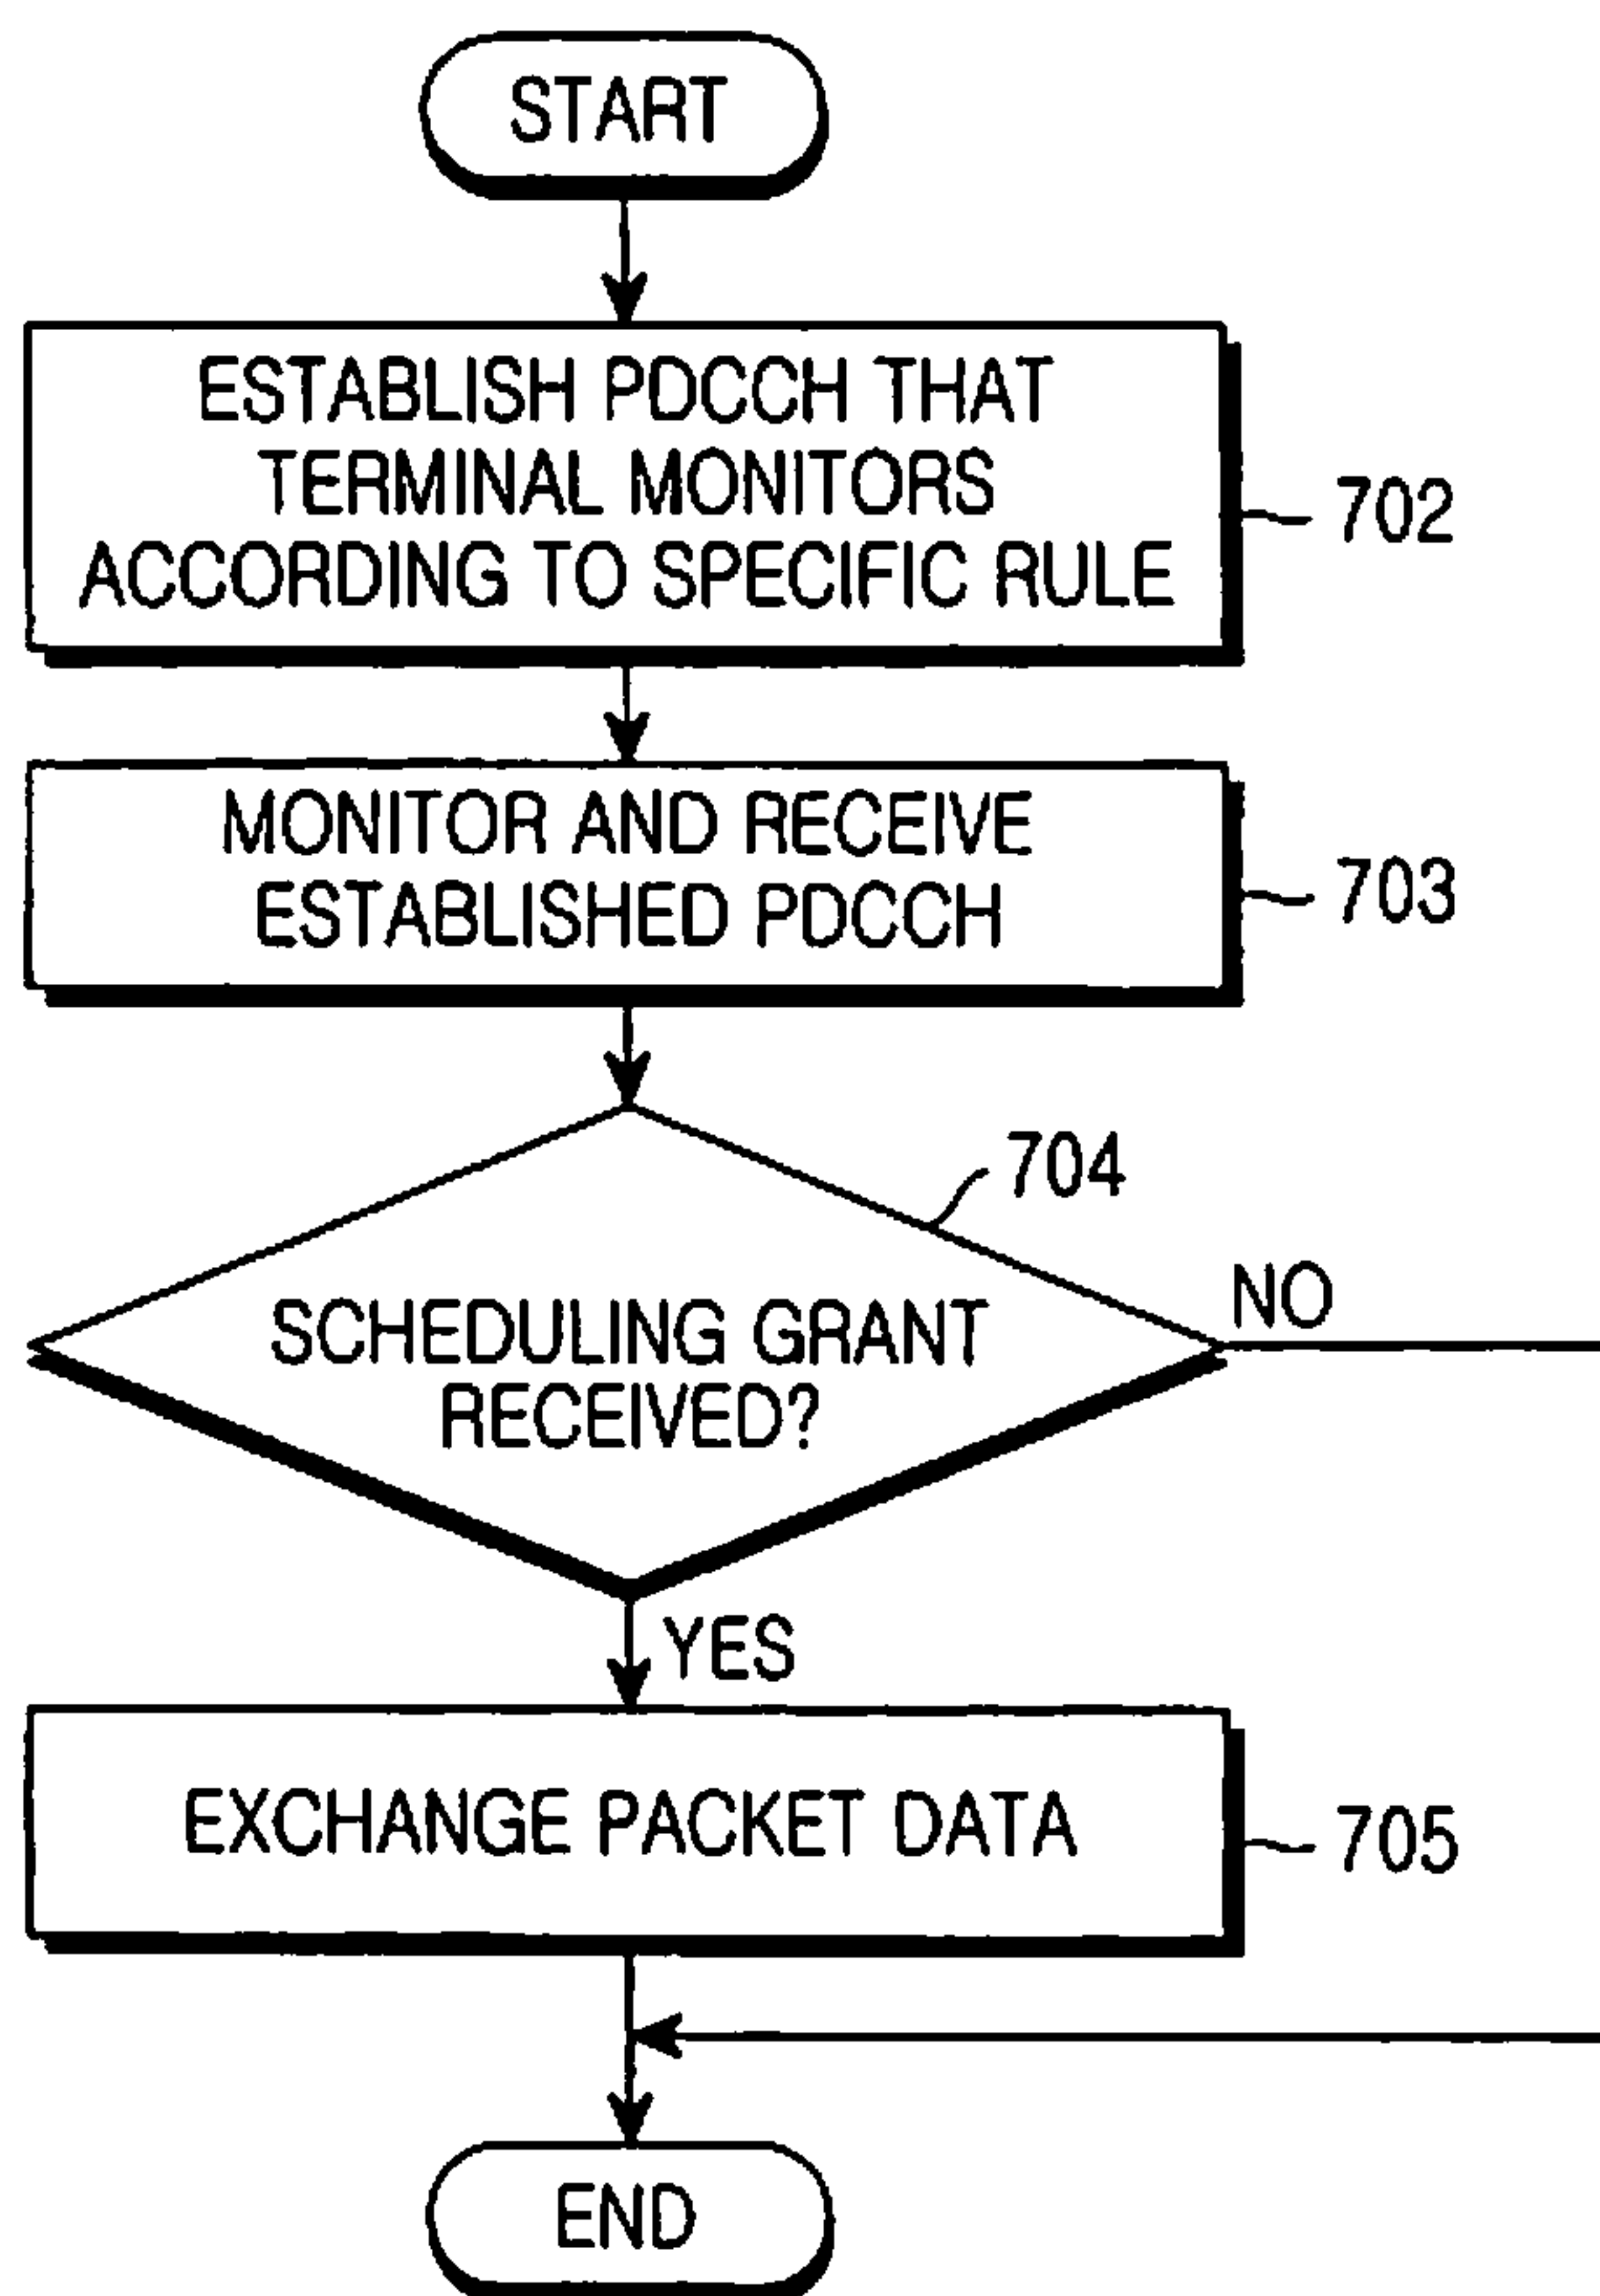 START
ESTABLISH PDCCH THAT
TERMINAL MONITORS
ACCORDING TO SPECIFIC RULE
702
MONITOR AND RECEIVE
ESTABLISHED PDCCH
703
704
NO
SCHEDULING GRANT
RECEIVED?
YES
EXCHANGE PACKET DATA
705
END